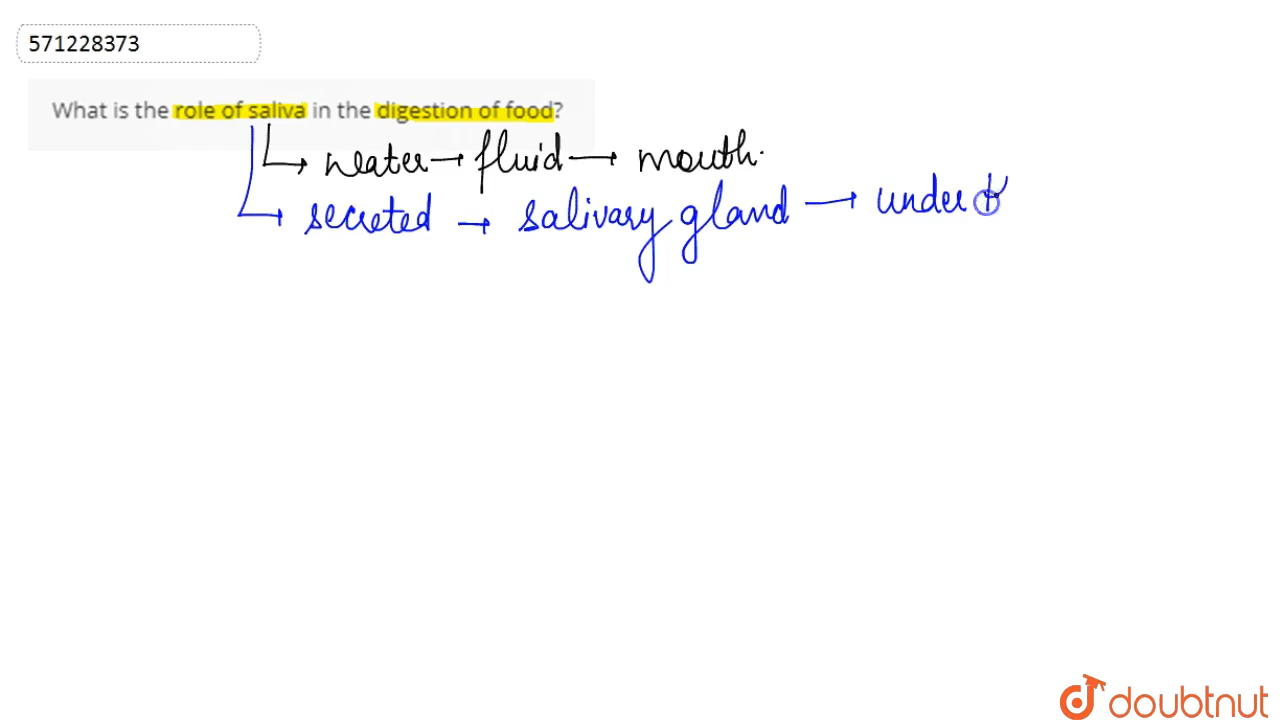 571228373
What is the role of saliva in the digestion of food?
water → fluid → mouth.
secreted → salivary gland → under
doubtnut